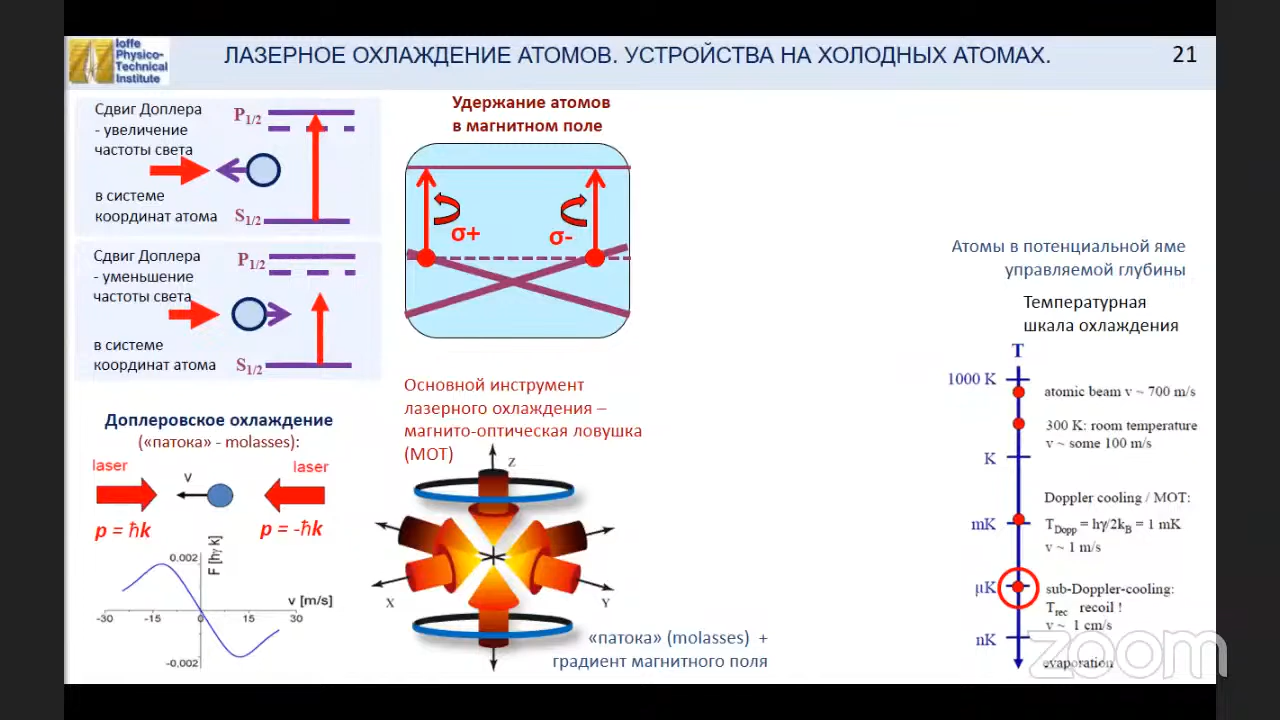 Ioffe
Physico-
Technical
Institute
ЛАЗЕРНОЕ ОХЛАЖДЕНИЕ АТОМОВ. УСТРОЙСТВА НА ХОЛОДНЫХ АТОМАХ.
21
Сдвиг Доплера
- увеличение
частоты света
в системе
координат атома
P1/2
S1/2
Сдвиг Доплера
- уменьшение
частоты света
в системе
координат атома
P1/2
S1/2
Доплеровское охлаждение
(«патока» - molasses):
laser
laser
v
p = ħk
p = -ħk
0.002
F [hγ k]
v [m/s]
-30
-15
0
15
30
-0,002
Удержание атомов
в магнитном поле
σ+
σ-
Основной инструмент
лазерного охлаждения –
магнито-оптическая ловушка
(МОТ)
Z
X
Y
«патока» (molasses) +
градиент магнитного поля
Атомы в потенциальной яме
управляемой глубины
Температурная
шкала охлаждения
T
1000 K
atomic beam v ~ 700 m/s
300 K: room temperature
v ~ some 100 m/s
K
Doppler cooling / MOT:
mK
TDopp = hγ/2kB = 1 mK
v ~ 1 m/s
μK
sub-Doppler-cooling:
Trec recoil !
v ~ 1 cm/s
nK
evaporation
zoom